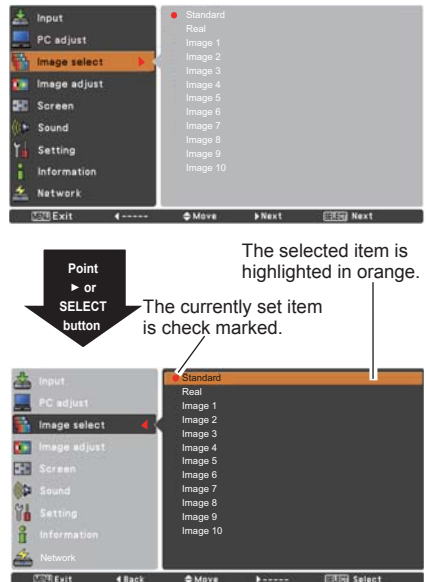 Input
PC adjust
Image select
Image adjust
Screen
Sound
Setting
Information
Network
Standard
Real
Image 1
Image 2
Image 3
Image 4
Image 5
Image 6
Image 7
Image 8
Image 9
Image 10
MENU Exit ◄----- Move ►Next SELECT Next
The selected item is
highlighted in orange.
Point
► or
SELECT
button
The currently set item
is check marked.
Input
PC adjust
Image select
Image adjust
Screen
Sound
Setting
Information
Network
Standard
Real
Image 1
Image 2
Image 3
Image 4
Image 5
Image 6
Image 7
Image 8
Image 9
Image 10
MENU Exit ◄Back Move ►----- SELECT Select